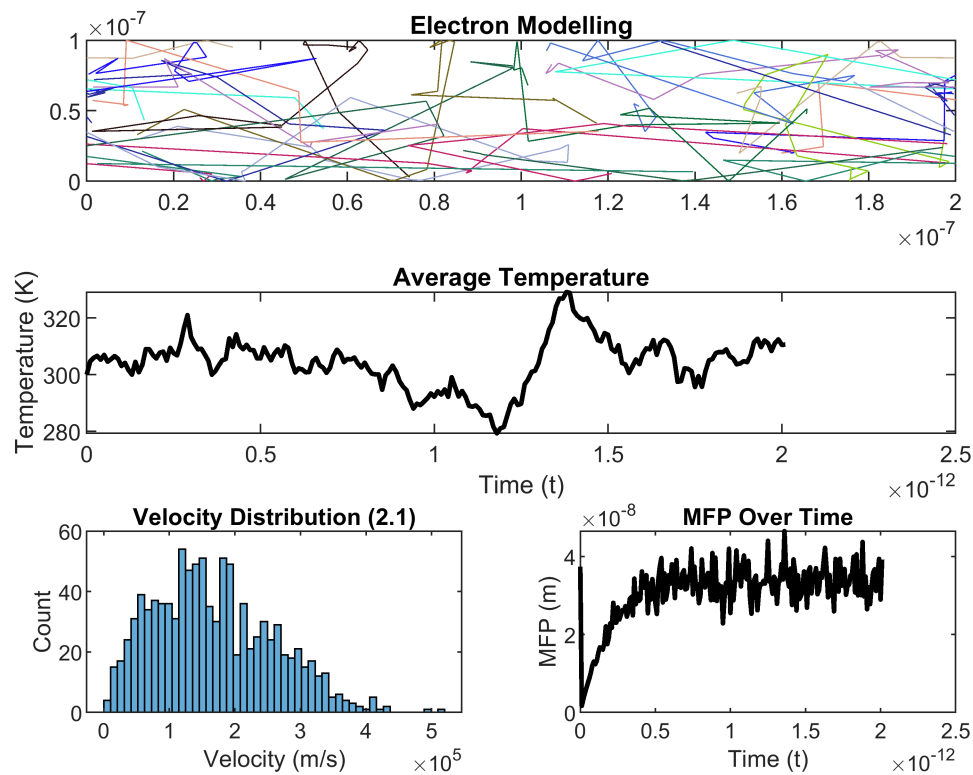 Electron Modelling
×10^-7
1
0.5
0
0 0.2 0.4 0.6 0.8 1 1.2 1.4 1.6 1.8 2
×10^-7
Average Temperature
Temperature (K)
320
300
280
0 0.5 1 1.5 2 2.5
Time (t)
×10^-12
Velocity Distribution (2.1)
Count
60
40
20
0
0 1 2 3 4 5
Velocity (m/s)
×10^5
MFP Over Time
×10^-8
MFP (m)
4
2
0
0 0.5 1 1.5 2 2.5
Time (t)
×10^-12